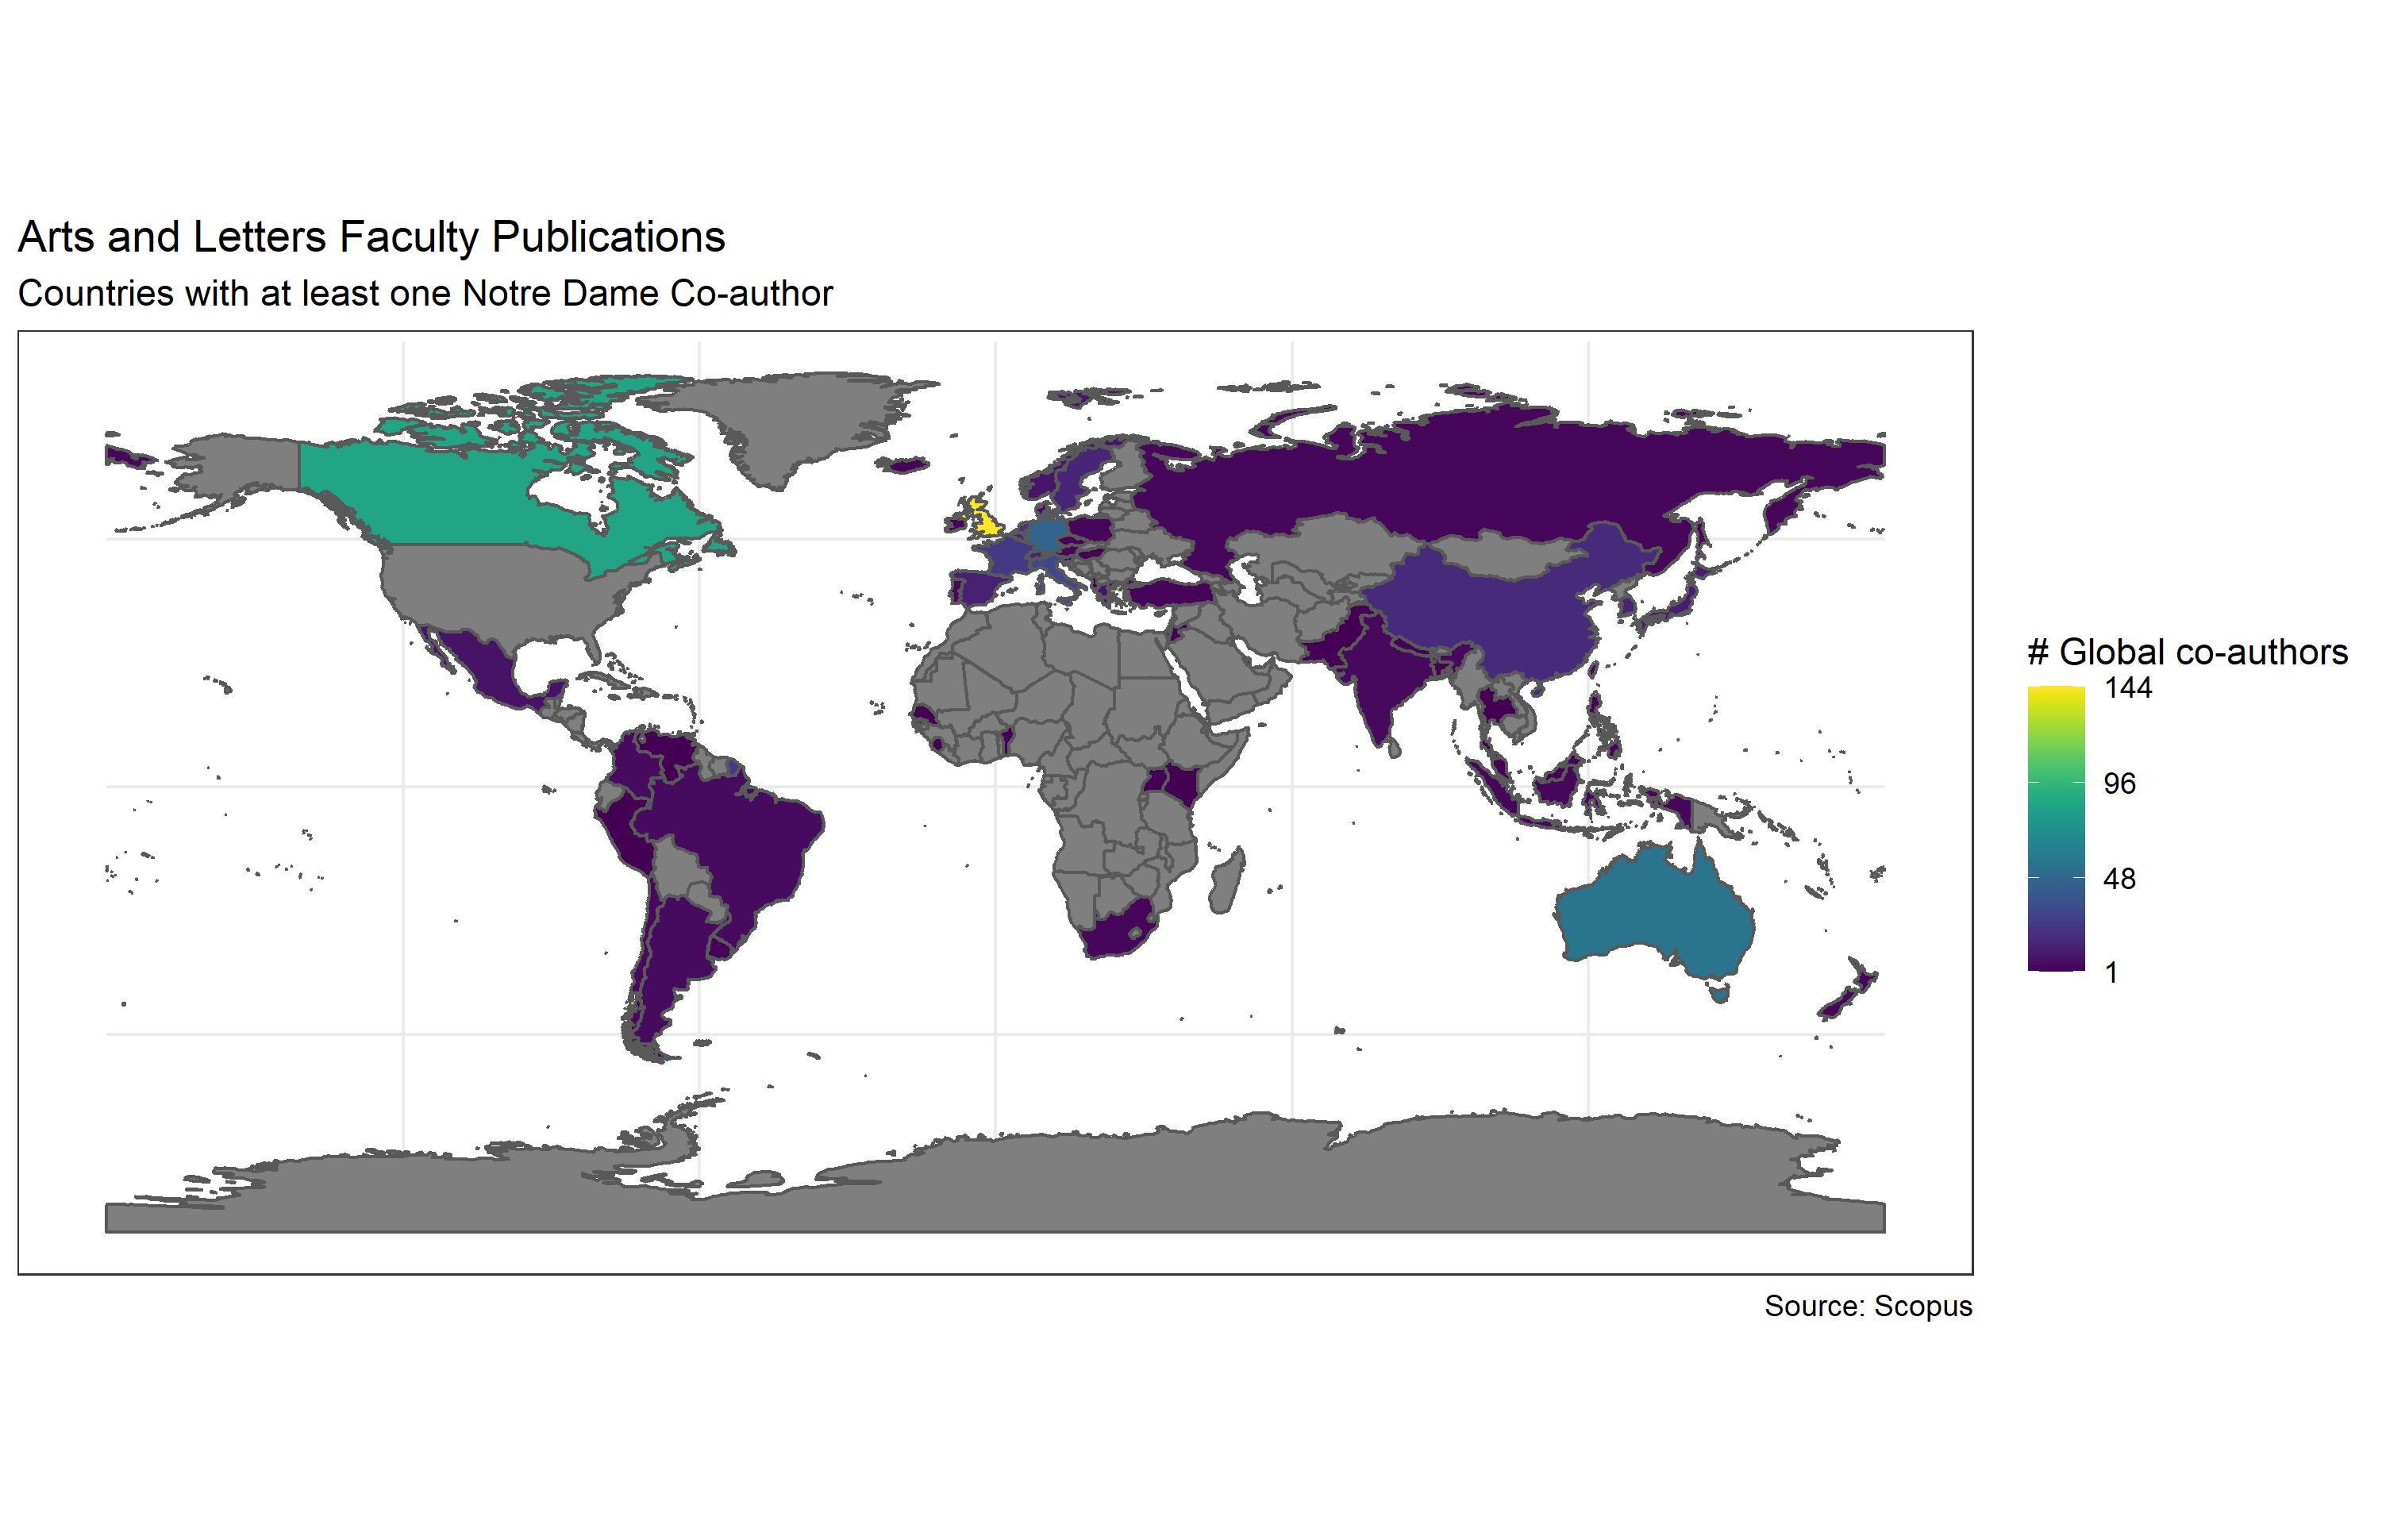 Arts and Letters Faculty Publications
Countries with at least one Notre Dame Co-author
# Global co-authors
144
96
48
1
Source: Scopus